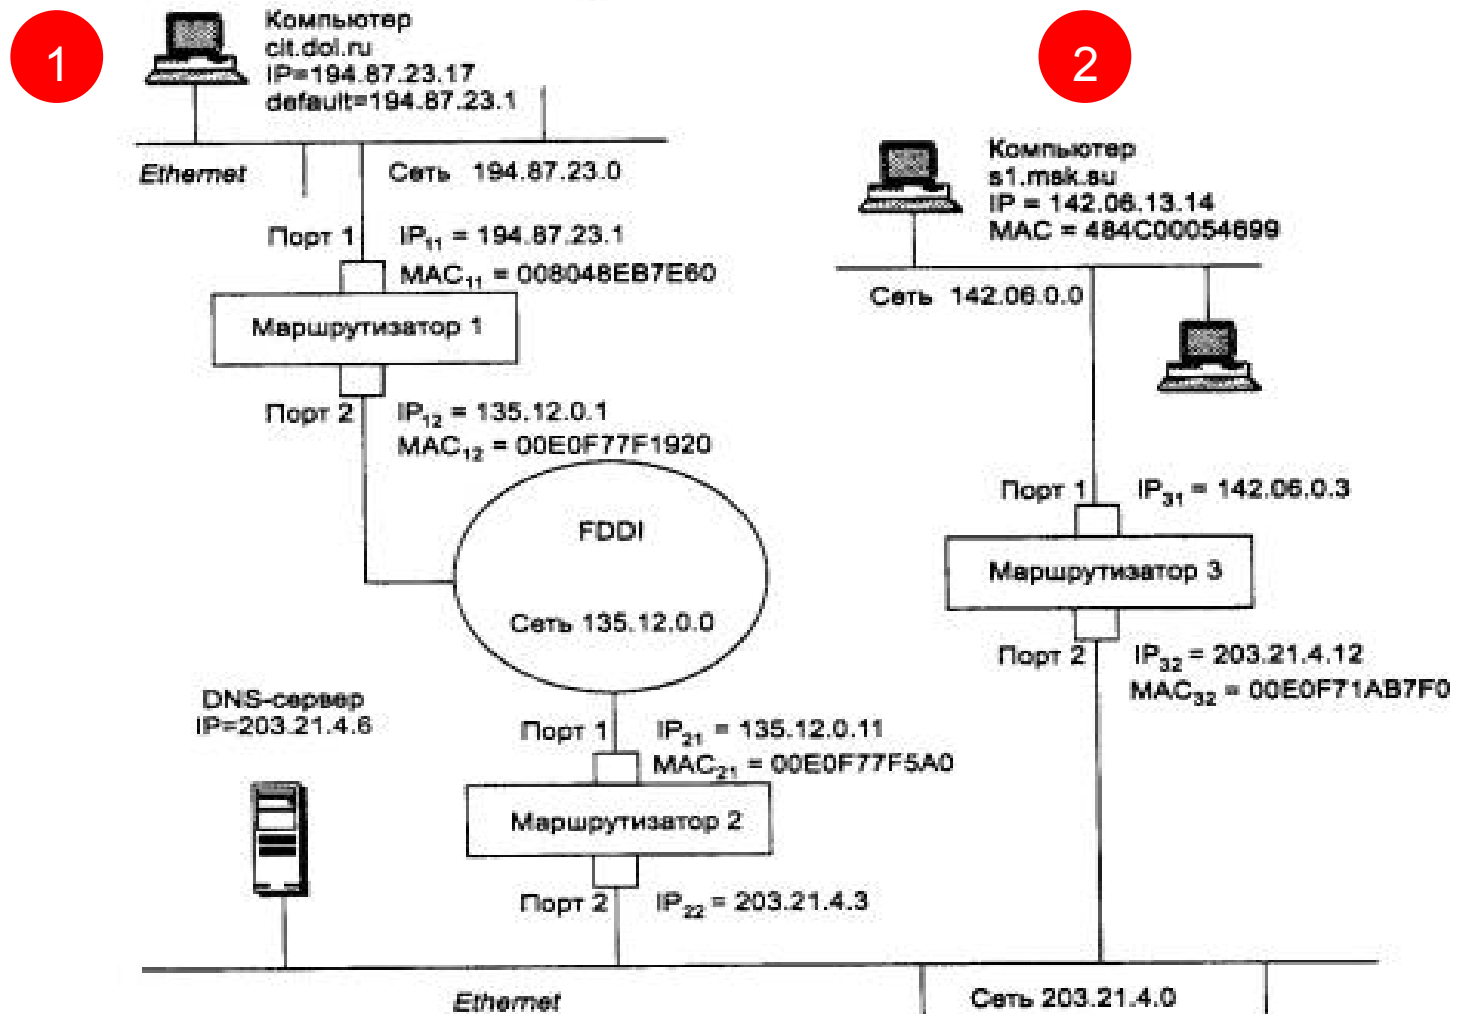 1
Компьютер
cit.dol.ru
IP=194.87.23.17
default=194.87.23.1
Ethernet
Сеть 194.87.23.0
Порт 1
IP11 = 194.87.23.1
MAC11 = 008048EB7E60
Маршрутизатор 1
Порт 2
IP12 = 135.12.0.1
MAC12 = 00E0F77F1920
FDDI
Сеть 135.12.0.0
DNS-сервер
IP=203.21.4.6
Порт 1
IP21 = 135.12.0.11
MAC21 = 00E0F77F5A0
Маршрутизатор 2
Порт 2
IP22 = 203.21.4.3
Ethernet
2
Компьютер
s1.msk.su
IP = 142.06.13.14
MAC = 484C00054699
Сеть 142.06.0.0
Порт 1
IP31 = 142.06.0.3
Маршрутизатор 3
Порт 2
IP32 = 203.21.4.12
MAC32 = 00E0F71AB7F0
Сеть 203.21.4.0